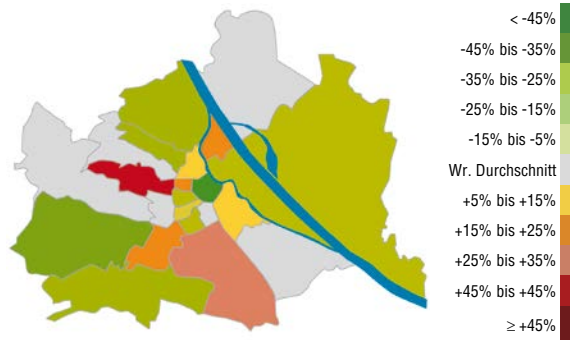 < -45%
-45% bis -35%
-35% bis -25%
-25% bis -15%
-15% bis -5%
Wr. Durchschnitt
+5% bis +15%
+15% bis +25%
+25% bis +35%
+45% bis +45%
≥ +45%